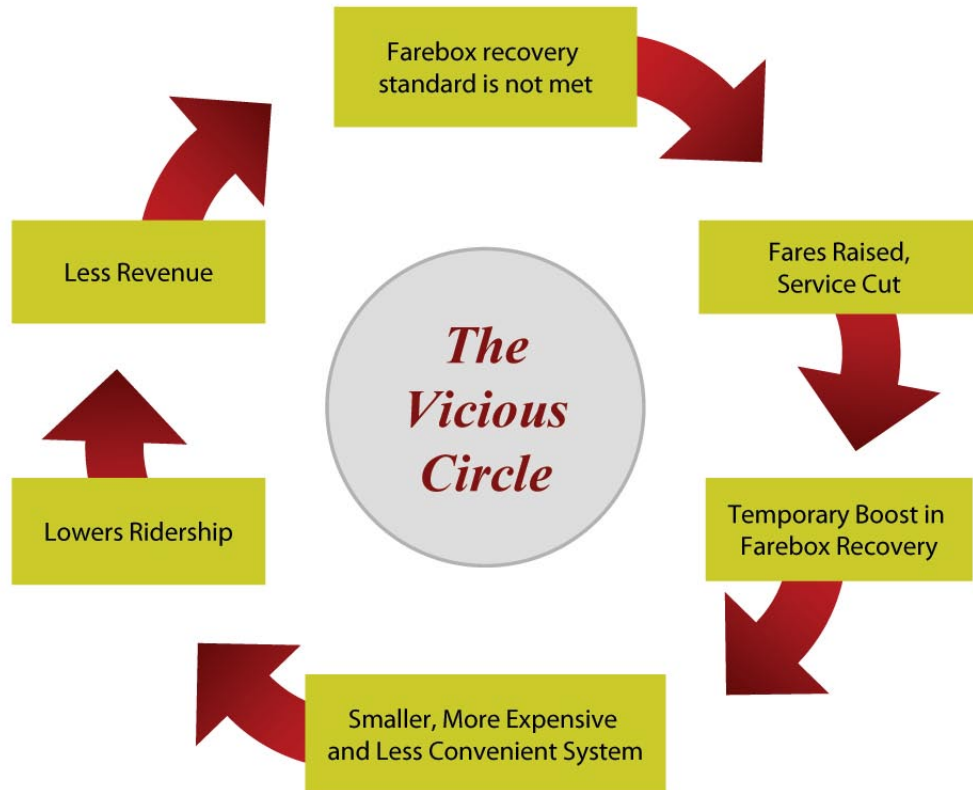 Farebox recovery
standard is not met
Fares Raised,
Service Cut
Temporary Boost in
Farebox Recovery
Smaller, More Expensive
and Less Convenient System
Lowers Ridership
Less Revenue
The
Vicious
Circle